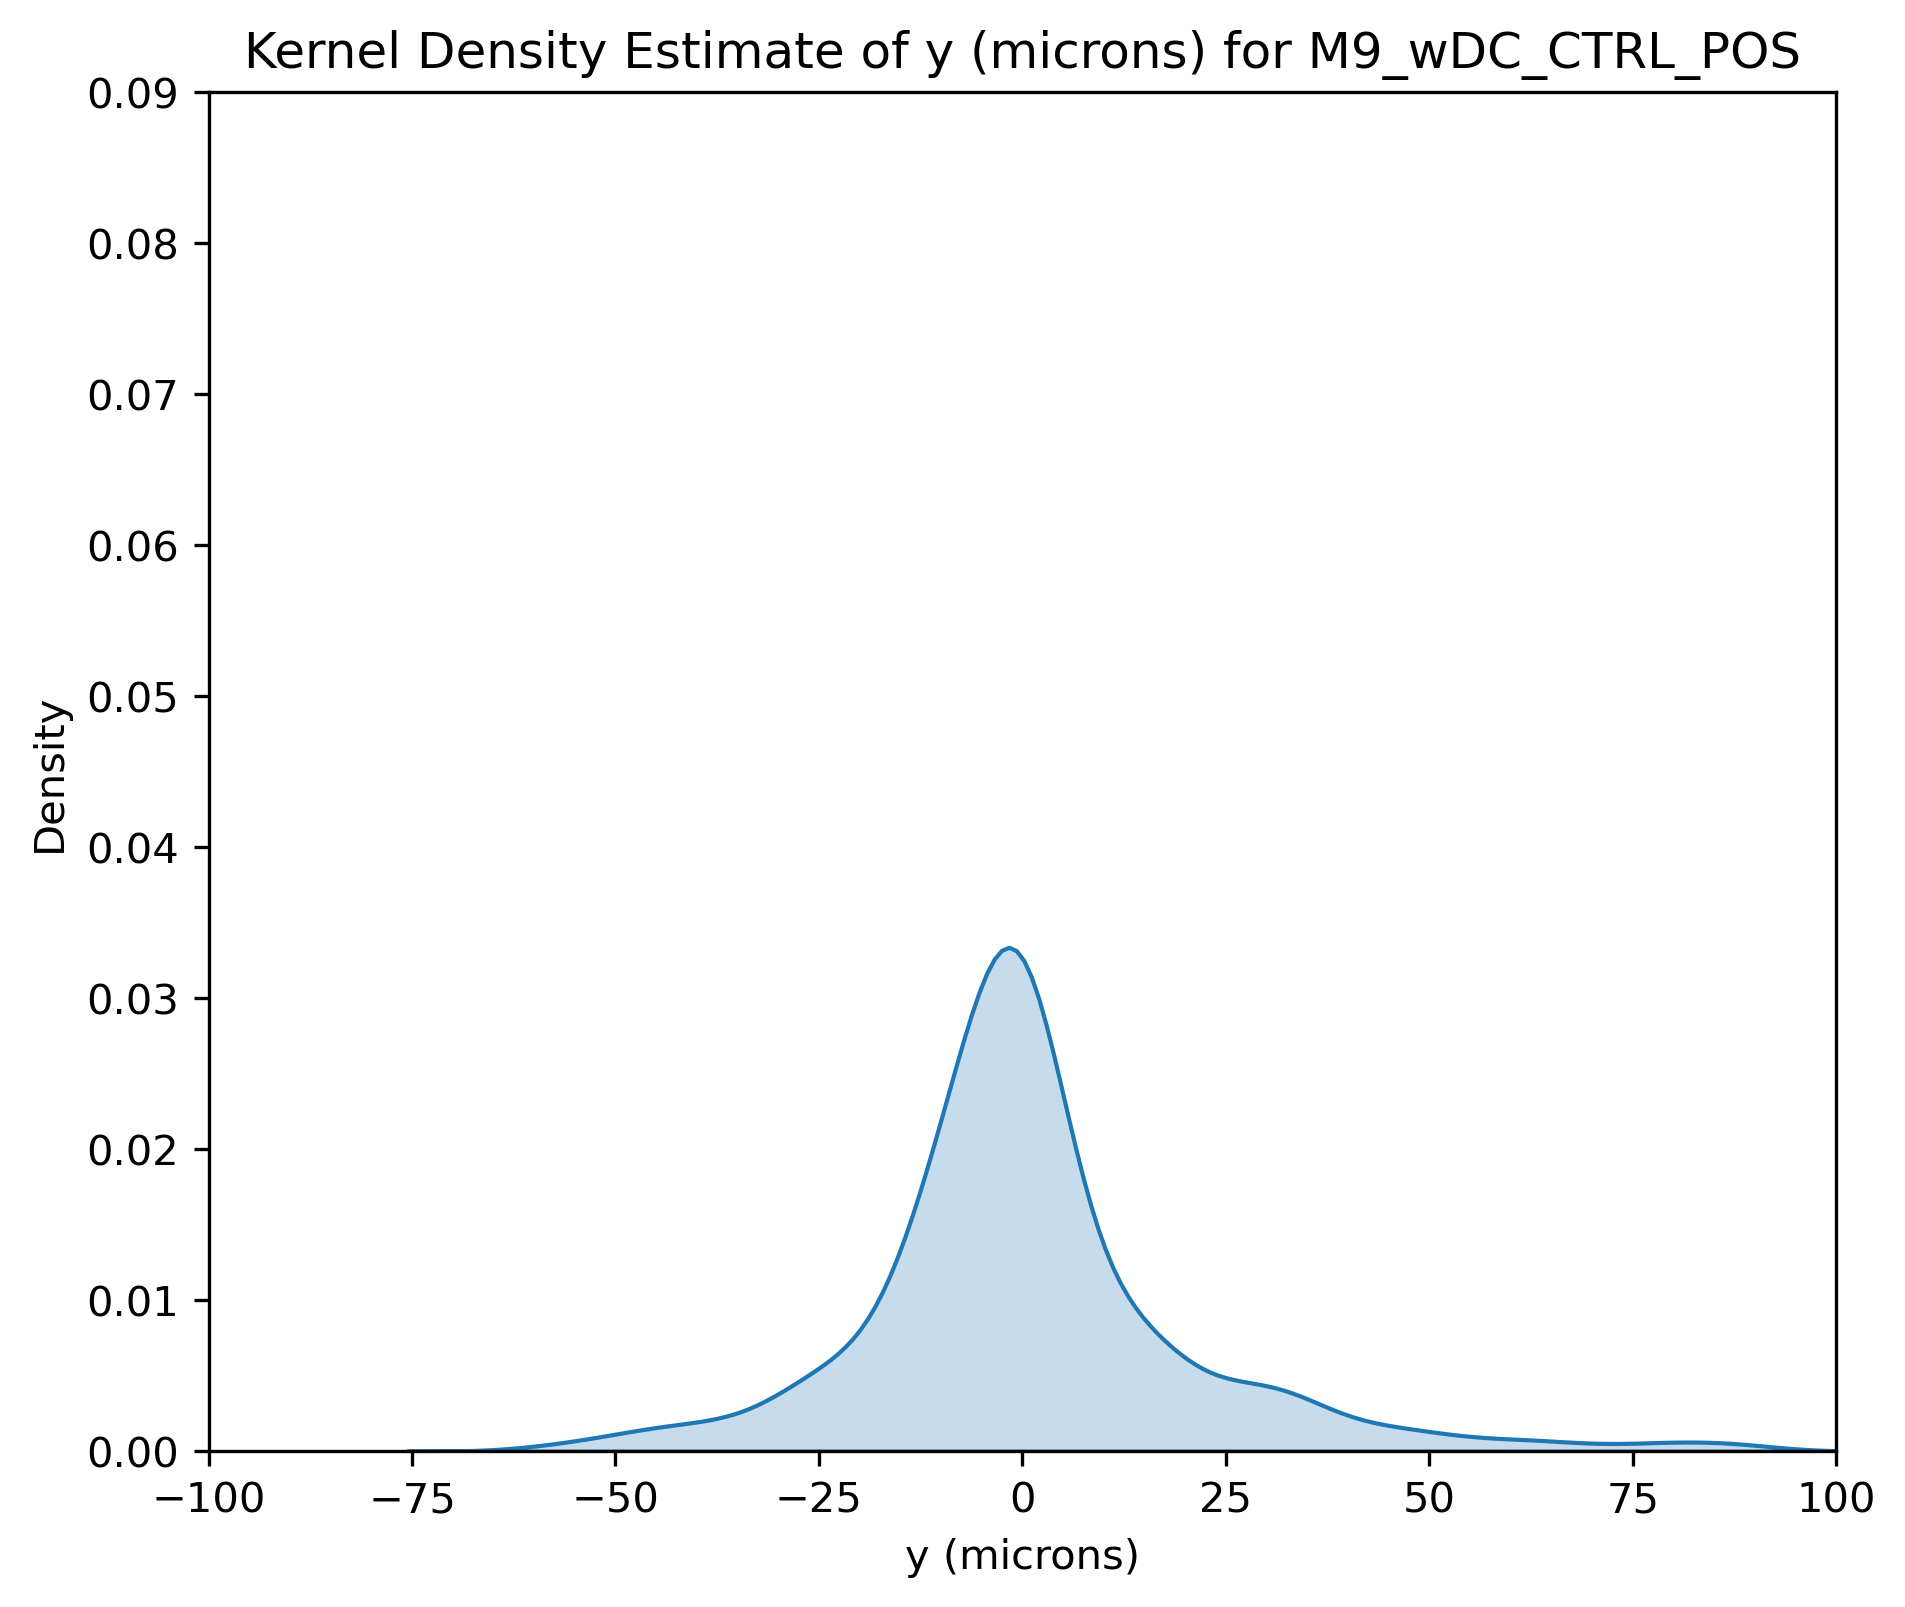 Kernel Density Estimate of y (microns) for M9_wDC_CTRL_POS
0.09
0.08
0.07
0.06
0.05
0.04
0.03
0.02
0.01
0.00
Density
−100 −75 −50 −25 0 25 50 75 100
y (microns)